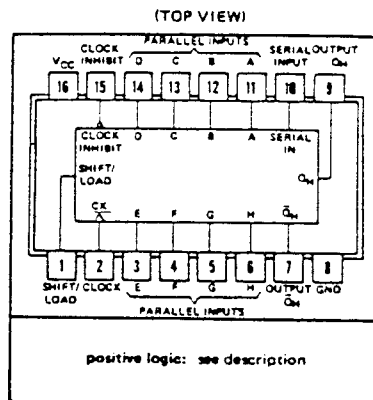 (TOP VIEW)
PARALLEL INPUTS
CLOCK SERIAL OUTPUT
VCC INHIBIT D C B A INPUT QH
16 15 14 13 12 11 10 9
CLOCK INHIBIT D C B A SERIAL IN
SHIFT/ LOAD
QH
CK E F G H Q̅H
1 2 3 4 5 6 7 8
SHIFT/ CLOCK E F G H OUTPUT GND
LOAD Q̅H
PARALLEL INPUTS
positive logic: see description